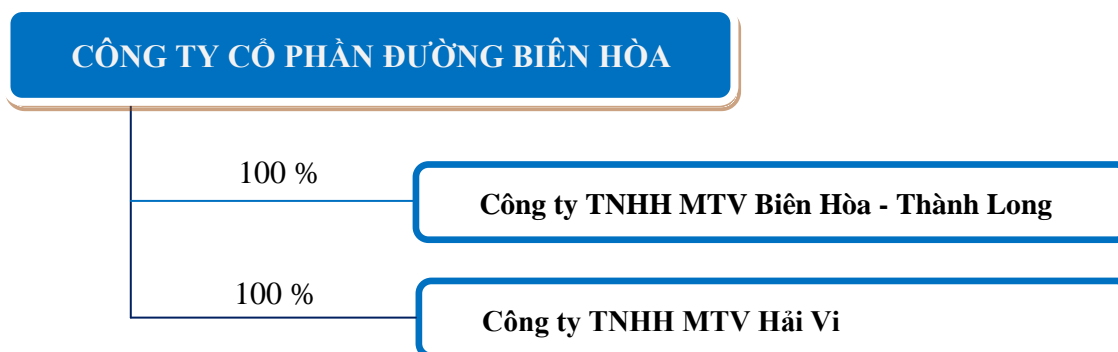 CÔNG TY CỔ PHẦN ĐƯỜNG BIÊN HÒA
100 %
Công ty TNHH MTV Biên Hòa - Thành Long
100 %
Công ty TNHH MTV Hải Vi